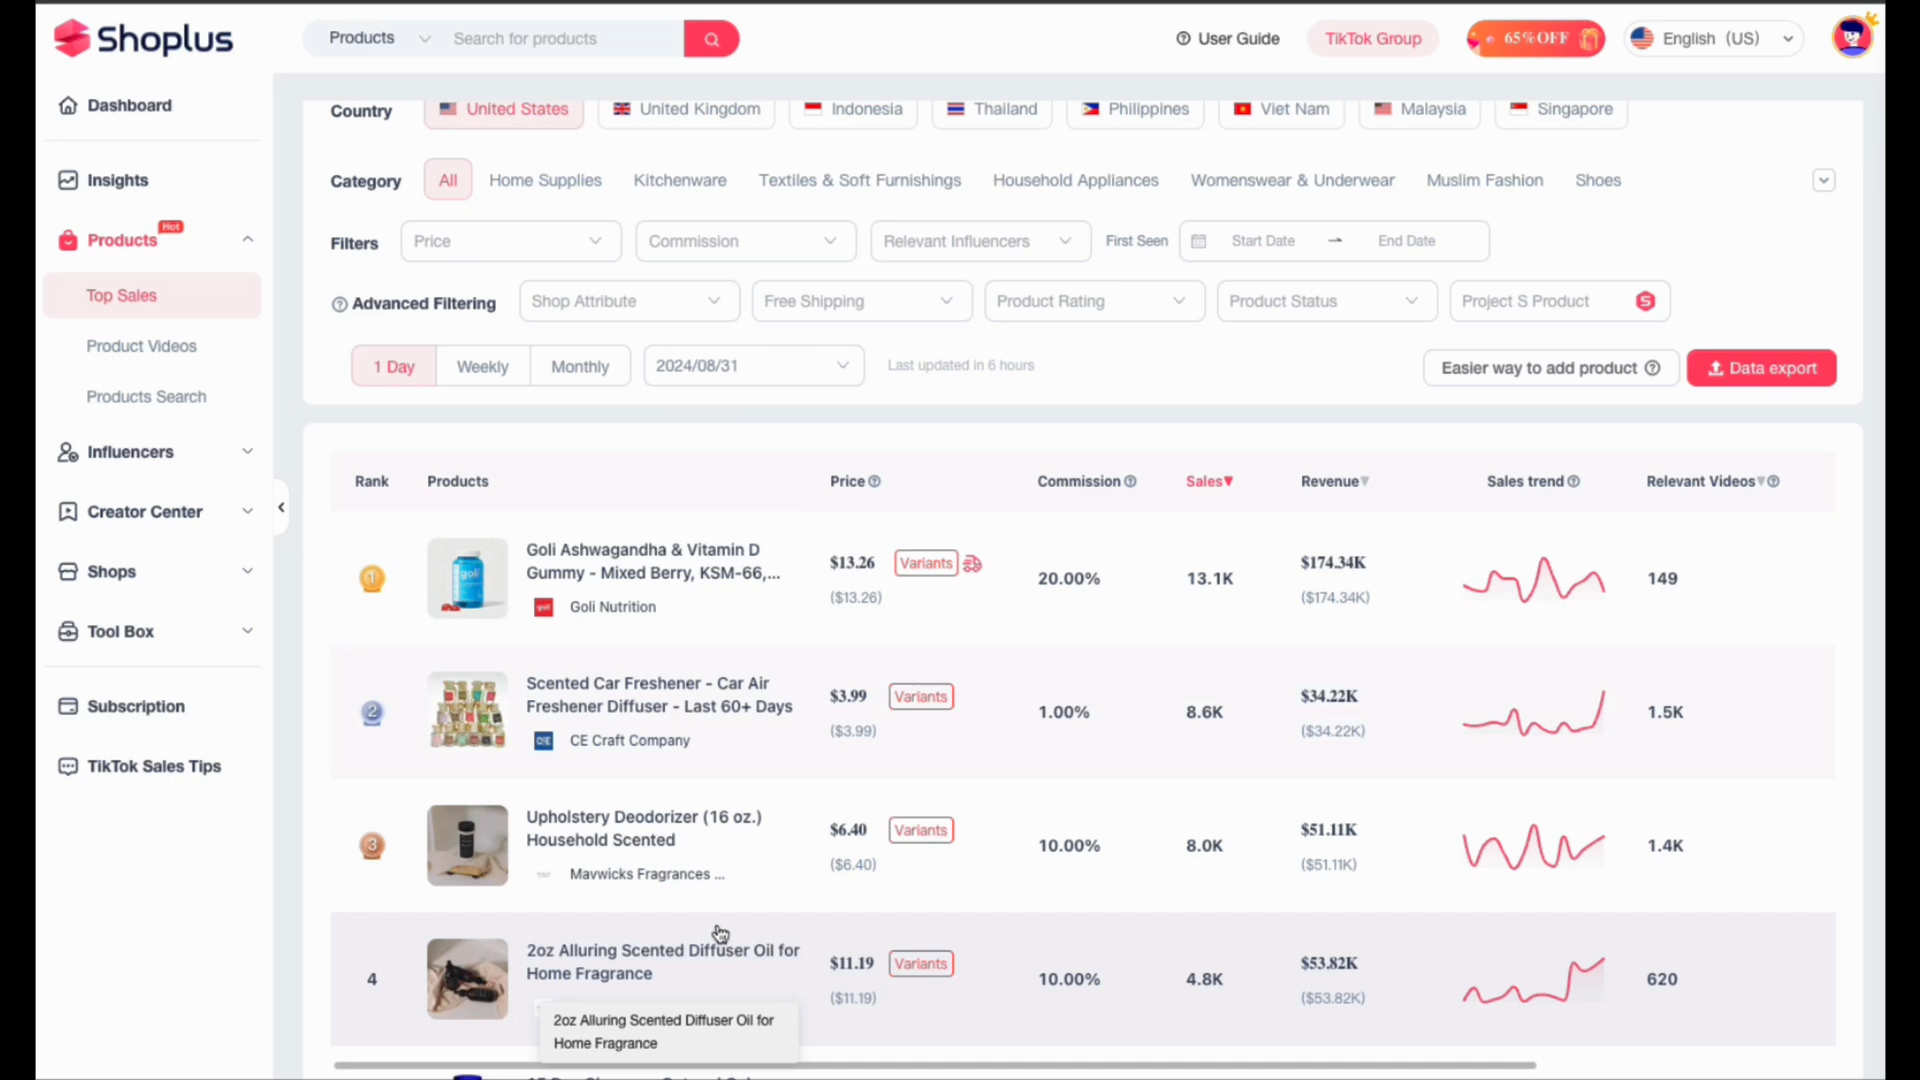 Shoplus
Products
Search for products
User Guide
TikTok Group
65%OFF
English (US)
Dashboard
Insights
Products
Hot
Top Sales
Product Videos
Products Search
Influencers
Creator Center
Shops
Tool Box
Subscription
TikTok Sales Tips
Country
United States
United Kingdom
Indonesia
Thailand
Philippines
Viet Nam
Malaysia
Singapore
Category
All
Home Supplies
Kitchenware
Textiles & Soft Furnishings
Household Appliances
Womenswear & Underwear
Muslim Fashion
Shoes
Filters
Price
Commission
Relevant Influencers
First Seen
Start Date
End Date
Advanced Filtering
Shop Attribute
Free Shipping
Product Rating
Product Status
Project S Product
S
1 Day
Weekly
Monthly
2024/08/31
Last updated in 6 hours
Easier way to add product
Data export
Rank
Products
Price
Commission
Sales
Revenue
Sales trend
Relevant Videos
1
goli
Goli Ashwagandha & Vitamin D
Gummy - Mixed Berry, KSM-66,...
goli
Goli Nutrition
$13.26
Variants
($13.26)
20.00%
13.1K
$174.34K
($174.34K)
149
2
Scented Car Freshener - Car Air
Freshener Diffuser - Last 60+ Days
CE Craft Company
$3.99
Variants
($3.99)
1.00%
8.6K
$34.22K
($34.22K)
1.5K
3
Upholstery Deodorizer (16 oz.)
Household Scented
Mavwicks Fragrances ...
$6.40
Variants
($6.40)
10.00%
8.0K
$51.11K
($51.11K)
1.4K
4
2oz Alluring Scented Diffuser Oil for
Home Fragrance
$11.19
Variants
($11.19)
10.00%
4.8K
$53.82K
($53.82K)
620
2oz Alluring Scented Diffuser Oil for
Home Fragrance